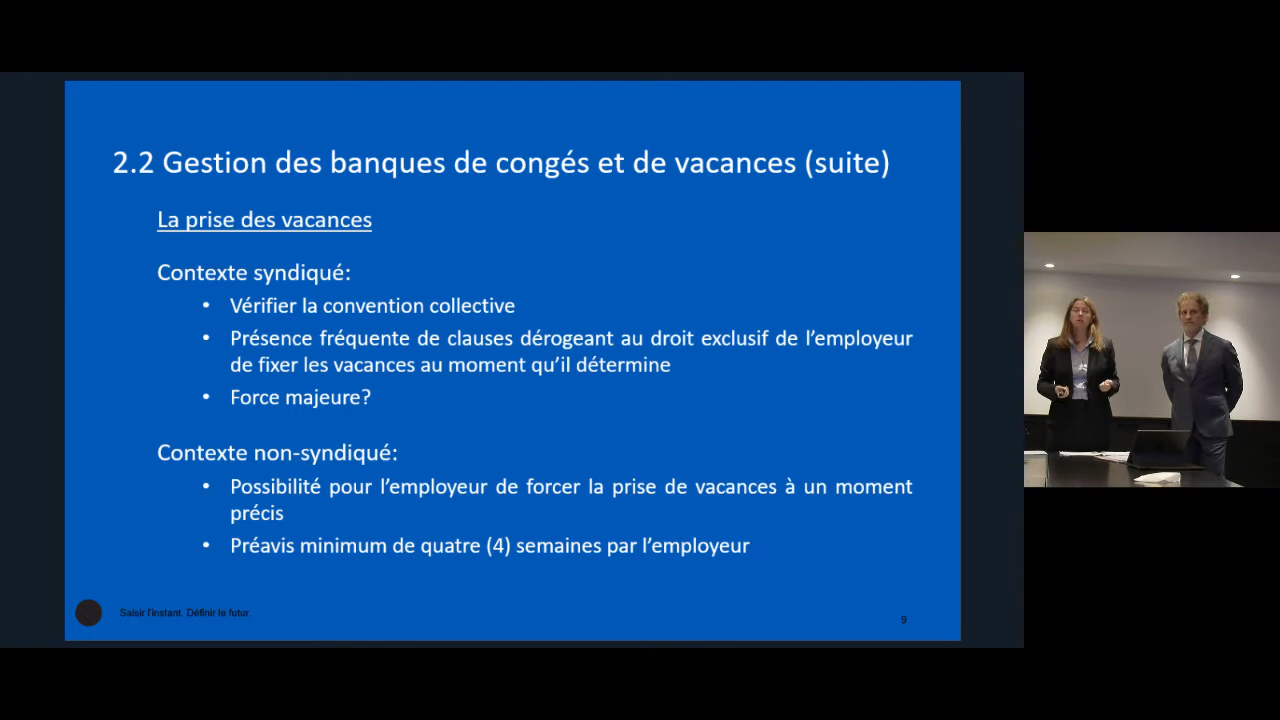 2.2 Gestion des banques de congés et de vacances (suite)
La prise des vacances
Contexte syndiqué:
• Vérifier la convention collective
• Présence fréquente de clauses dérogeant au droit exclusif de l'employeur
de fixer les vacances au moment qu'il détermine
• Force majeure?
Contexte non-syndiqué:
• Possibilité pour l'employeur de forcer la prise de vacances à un moment
précis
• Préavis minimum de quatre (4) semaines par l'employeur
Saisir l'instant. Définir le futur.
9